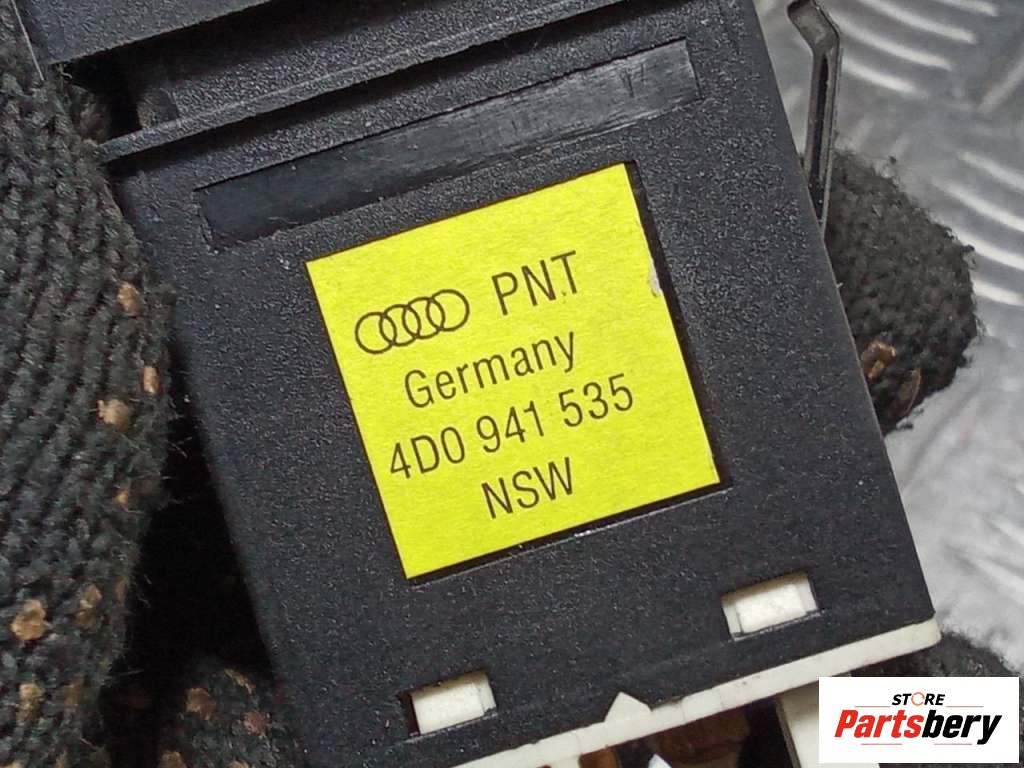 PNT
Germany
4D0 941 535
NSW
STORE
Partsbery